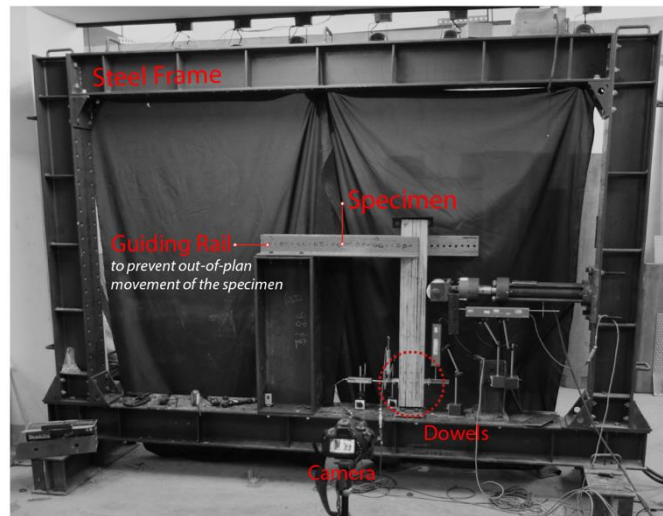 Steel Frame
Specimen
Guiding Rail
to prevent out-of-plan
movement of the specimen
Dowels
Camera